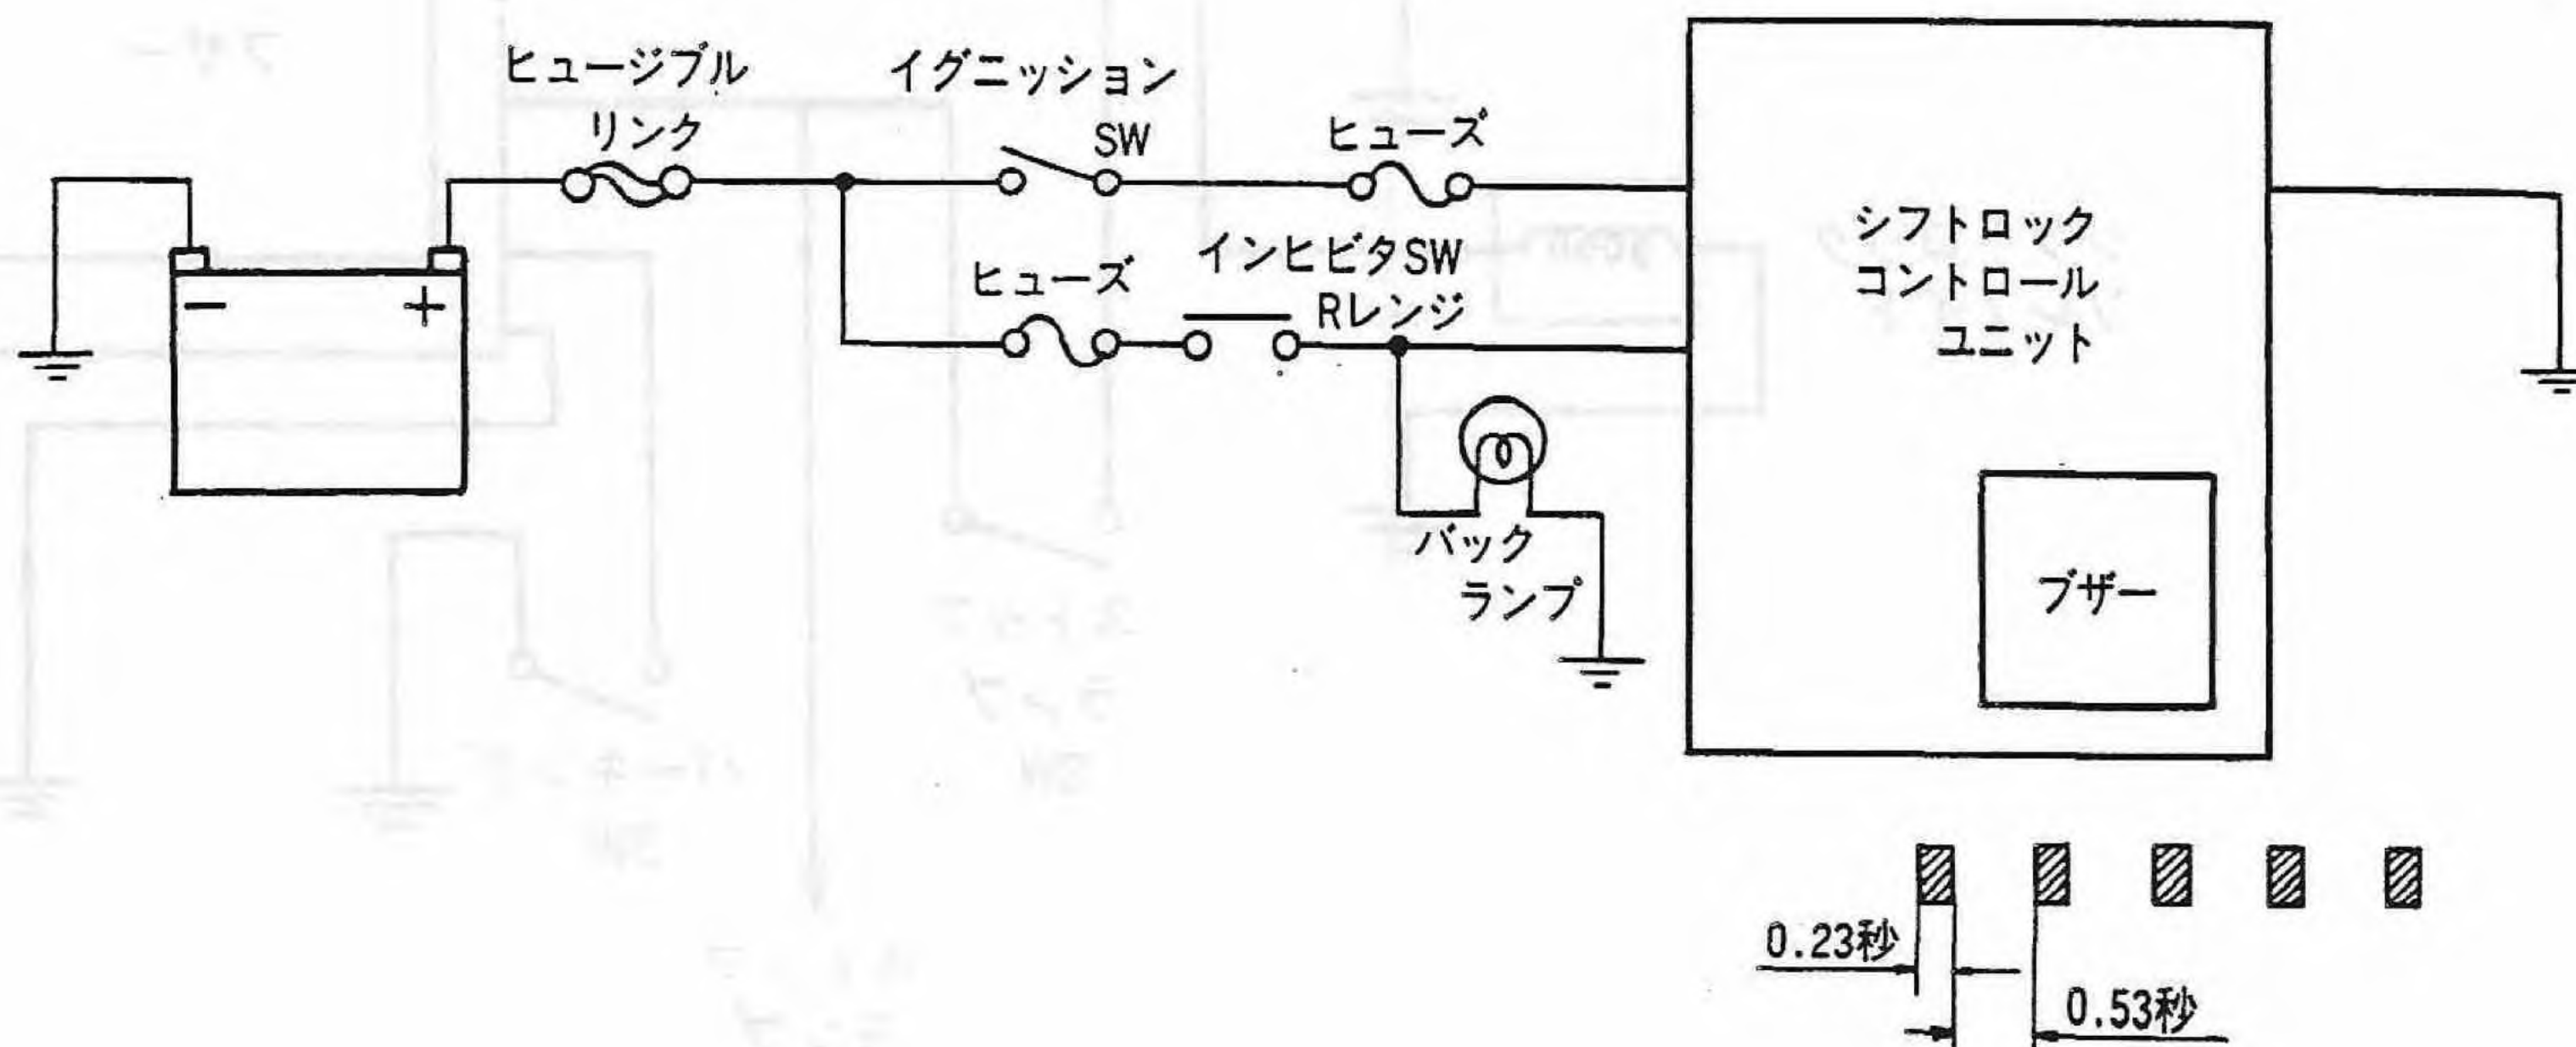 ヒュージブル
リンク
イグニッション
SW
ヒューズ
ヒューズ
インヒビタSW
Rレンジ
シフトロック
コントロール
ユニット
− +
バック
ランプ
ブザー
0.23秒
0.53秒